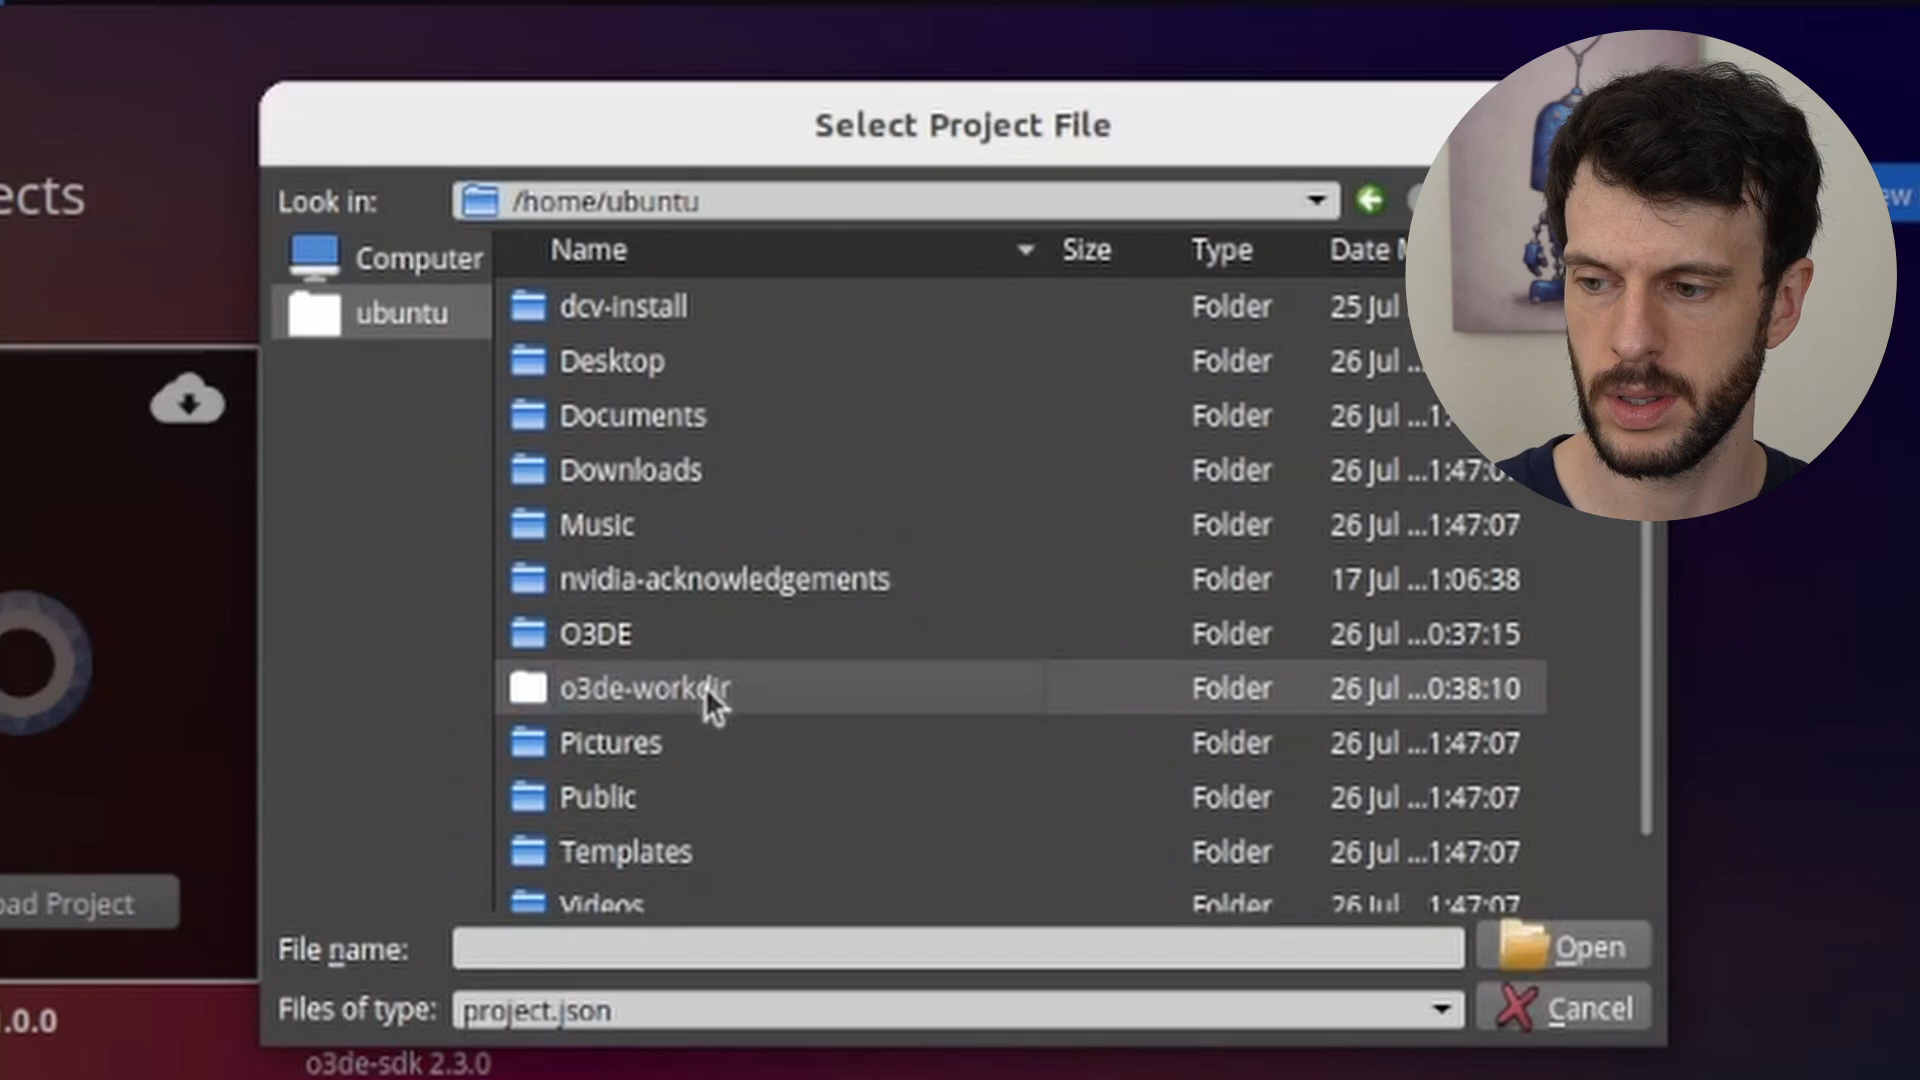 Select Project File
ects
Look in: /home/ubuntu
ew
Name Size Type Date M
Computer
ubuntu
dcv-install Folder 25 Jul
Desktop Folder 26 Jul ...
Documents Folder 26 Jul ...1:
Downloads Folder 26 Jul ...1:47:0
Music Folder 26 Jul ...1:47:07
nvidia-acknowledgements Folder 17 Jul ...1:06:38
O3DE Folder 26 Jul ...0:37:15
o3de-workdir Folder 26 Jul ...0:38:10
Pictures Folder 26 Jul ...1:47:07
Public Folder 26 Jul ...1:47:07
Templates Folder 26 Jul ...1:47:07
Videos Folder 26 Jul ...1:47:07
oad Project
File name: Open
Files of type: project.json Cancel
.0.0
o3de-sdk 2.3.0